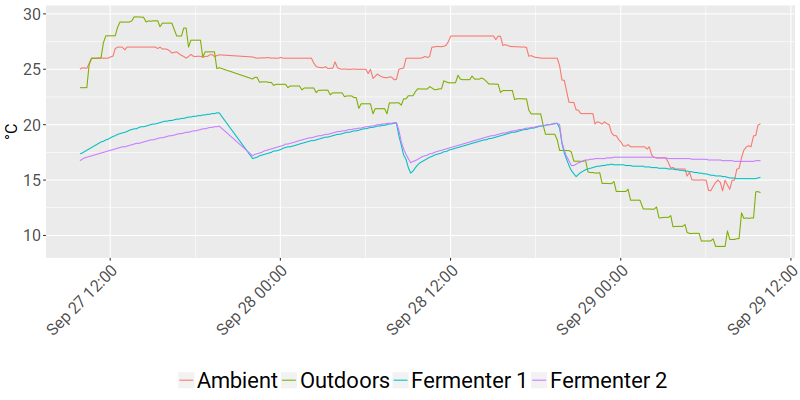 30
25
20
15
10
°C
Sep 27 12:00
Sep 28 00:00
Sep 28 12:00
Sep 29 00:00
Sep 29 12:00
Ambient Outdoors Fermenter 1 Fermenter 2